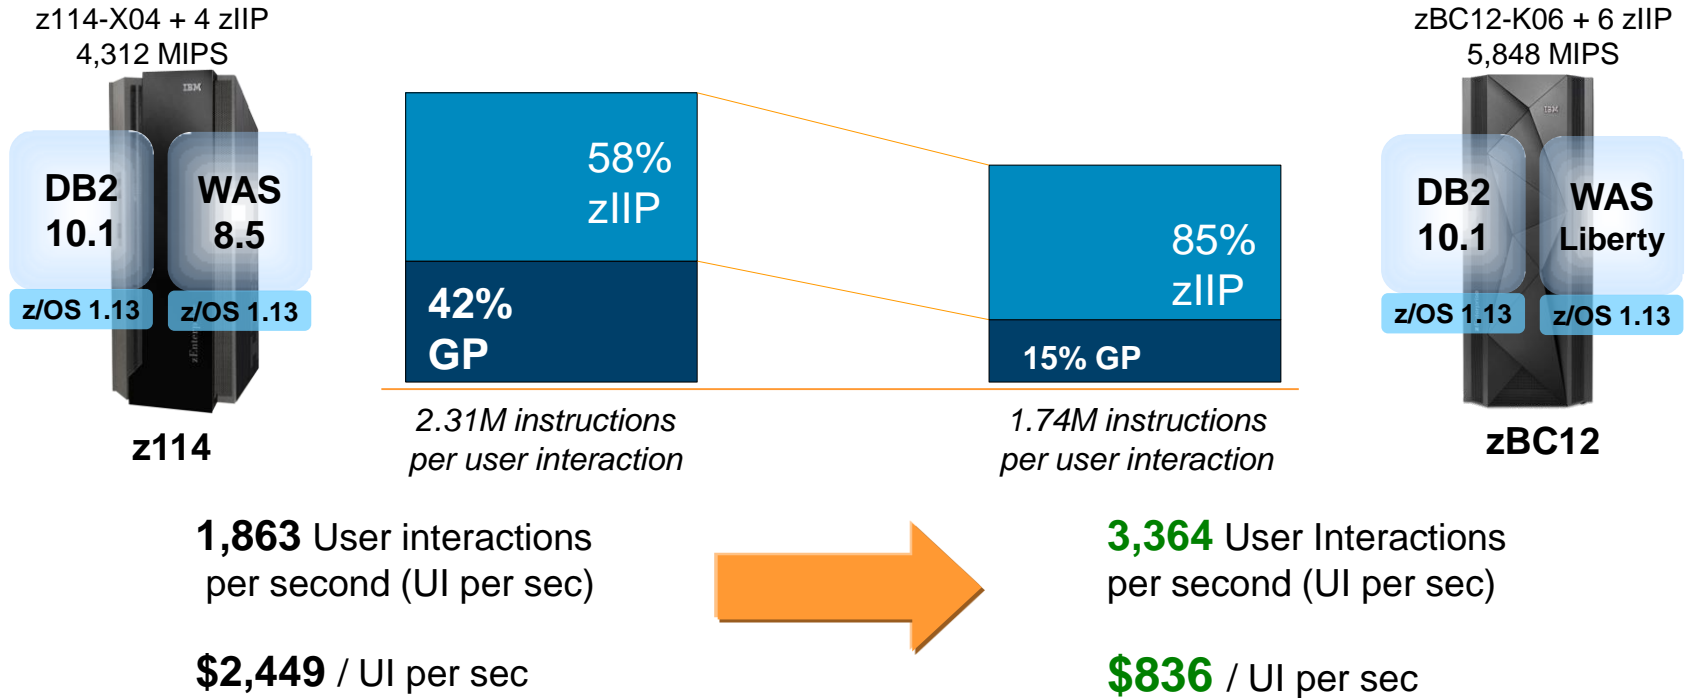 z114-X04 + 4 zIIP
4,312 MIPS
IBM
DB2
10.1
WAS
8.5
z/OS 1.13
z/OS 1.13
z114
58%
zIIP
42%
GP
2.31M instructions
per user interaction
85%
zIIP
15% GP
1.74M instructions
per user interaction
zBC12-K06 + 6 zIIP
5,848 MIPS
IBM
DB2
10.1
WAS
Liberty
z/OS 1.13
z/OS 1.13
zBC12
1,863 User interactions
per second (UI per sec)
$2,449 / UI per sec
3,364 User Interactions
per second (UI per sec)
$836 / UI per sec